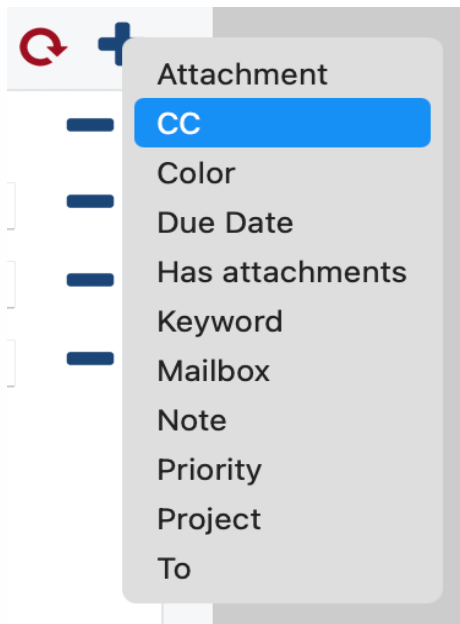 Attachment
CC
Color
Due Date
Has attachments
Keyword
Mailbox
Note
Priority
Project
To